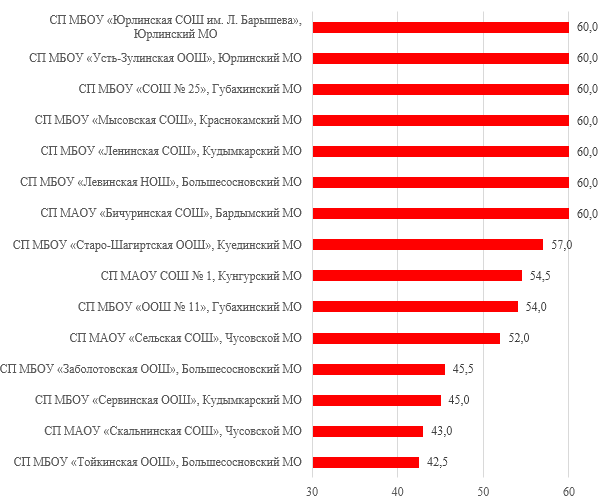 СП МБОУ «Юрлинская СОШ им. Л. Барышева»,
Юрлинский МО
60,0
СП МБОУ «Усть-Зулинская ООШ», Юрлинский МО 60,0
СП МБОУ «СОШ № 25», Губахинский МО 60,0
СП МБОУ «Мысовская СОШ», Краснокамский МО 60,0
СП МБОУ «Ленинская СОШ», Кудымкарский МО 60,0
СП МБОУ «Левинская НОШ», Большесосновский МО 60,0
СП МАОУ «Бичуринская СОШ», Бардымский МО 60,0
СП МБОУ «Старо-Шагиртская ООШ», Куединский МО 57,0
СП МАОУ СОШ № 1, Кунгурский МО 54,5
СП МБОУ «ООШ № 11», Губахинский МО 54,0
СП МАОУ «Сельская СОШ», Чусовской МО 52,0
СП МБОУ «Заболотовская ООШ», Большесосновский МО 45,5
СП МБОУ «Сервинская ООШ», Кудымкарский МО 45,0
СП МАОУ «Скальнинская СОШ», Чусовской МО 43,0
СП МБОУ «Тойкинская ООШ», Большесосновский МО 42,5
30 40 50 60